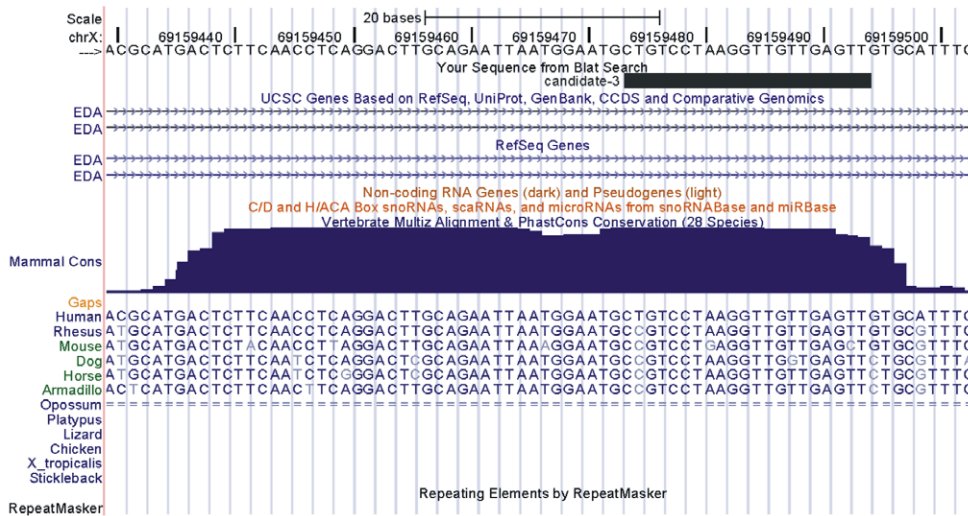 Scale 20 bases
chrX: 69159440 69159450 69159460 69159470 69159480 69159490 69159500
---> ACGCATGACTCTTCAACCTCAGGACTTGCAGAATTAATGGAATGCTGTCCTAAGGTTGTTGAGTTGTGCATTTC
Your Sequence from Blat Search
candidate-3
UCSC Genes Based on RefSeq, UniProt, GenBank, CCDS and Comparative Genomics
EDA
EDA
RefSeq Genes
EDA
EDA
Non-coding RNA Genes (dark) and Pseudogenes (light)
C/D and H/ACA Box snoRNAs, scaRNAs, and microRNAs from snoRNABase and miRBase
Vertebrate Multiz Alignment & PhastCons Conservation (28 Species)
Mammal Cons
Gaps
Human ACGCATGACTCTTCAACCTCAGGACTTGCAGAATTAATGGAATGCTGTCCTAAGGTTGTTGAGTTGTGCATTTC
Rhesus ATGCATGACTCTTCAACCTCAGGACTTGCAGAATTAATGGAATGCCGTCCTAAGGTTGTTGAGTTGTGCGTTTC
Mouse ATGCATGACTCTACAACCTTAGGACTTGCAGAATTAAAGGAATGCCGTCCTGAGGTTGTTGAGCTGTGCGTTTA
Dog ATGCATGACTCTTCAATCTCAGGACTCGCAGAATTAATGGAATGCCGTCCTAAGGTTGGTGAGTTCTGCGTTTC
Horse ATGCATGACTCTTCAATCTCGGGACTCGCAGAATTAATGGAATGCCGTCCTAAGGTTGTTGAGTTCTGCGTTTC
Armadillo ACTCATGACTCTTCAACTTCAGGACTTGCAGAATTAATGGAATGCCGTCCTAAGGTTGTTGAGTTCTGCGTTTC
Opossum
Platypus
Lizard
Chicken
X_tropicalis
Stickleback
Repeating Elements by RepeatMasker
RepeatMasker